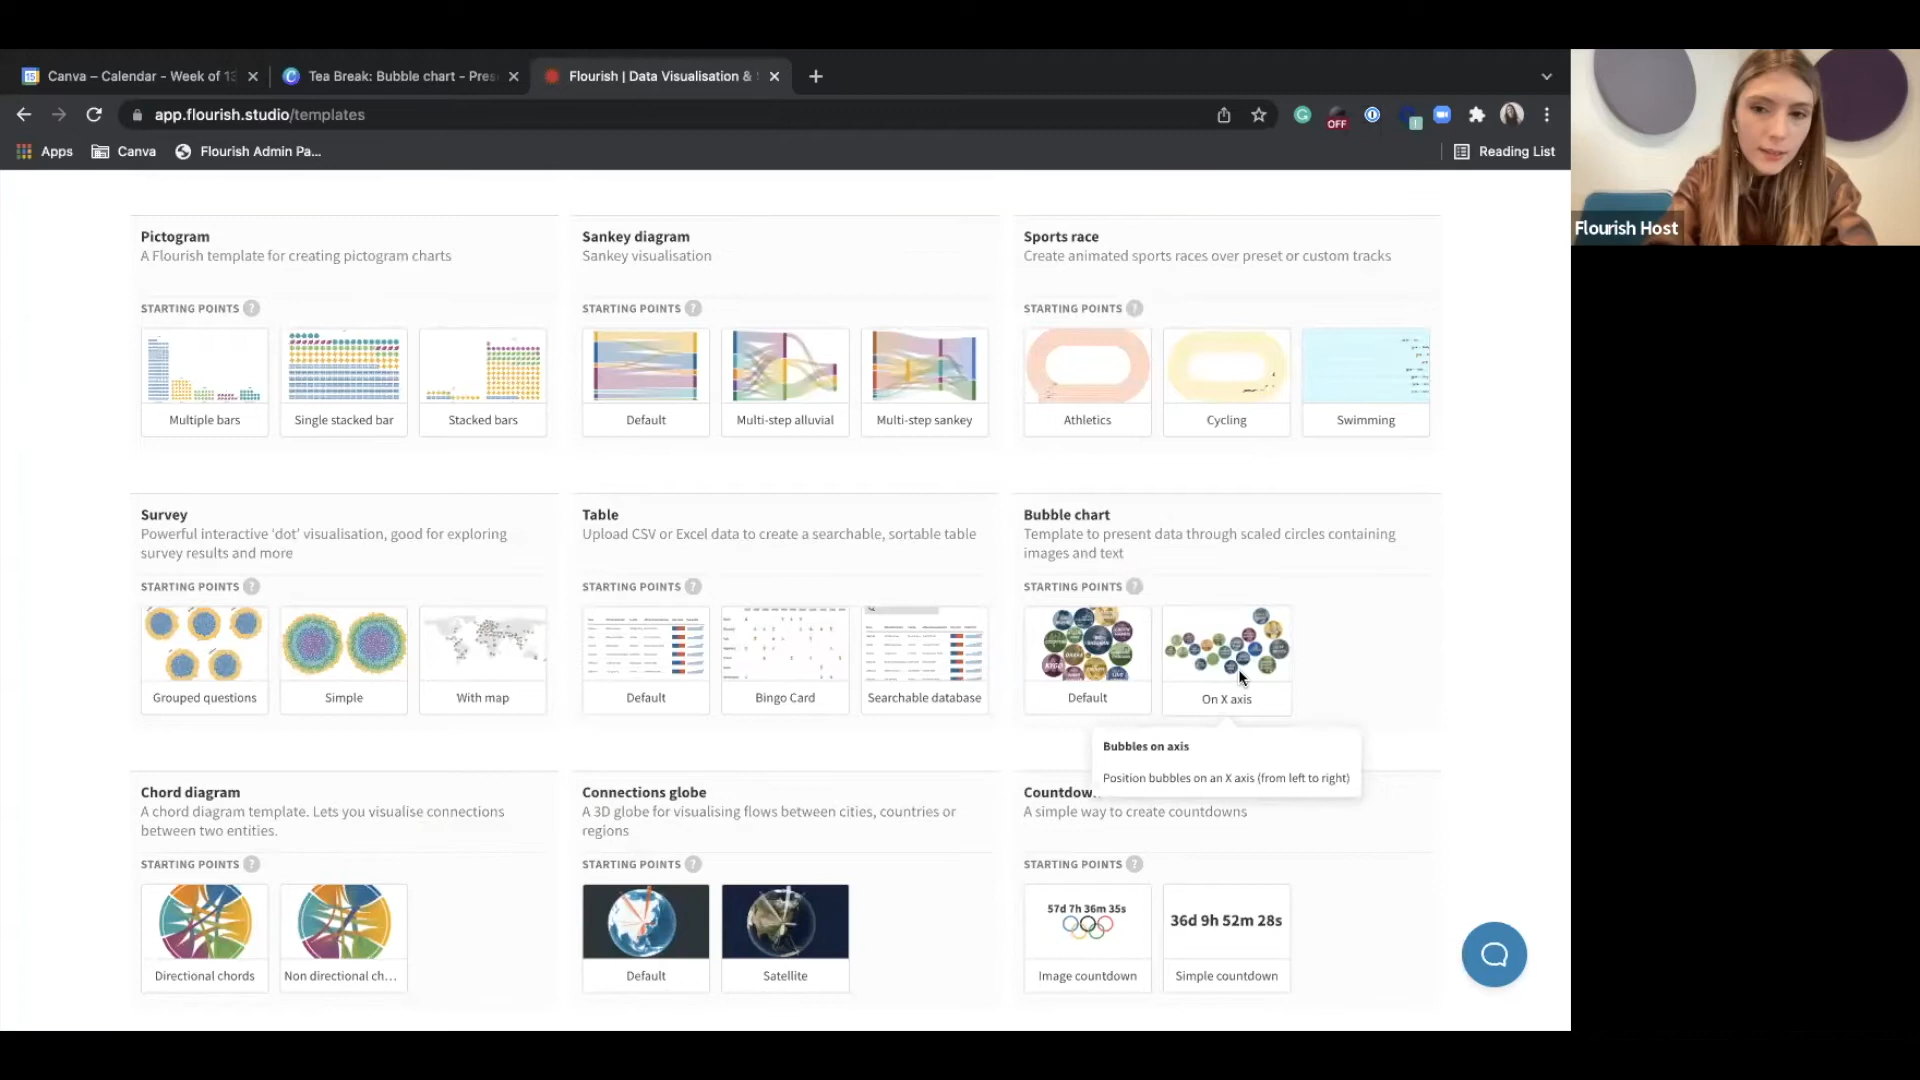 Canva – Calendar - Week of 13
Tea Break: Bubble chart - Pres
Flourish | Data Visualisation &
app.flourish.studio/templates
OFF
Apps
Canva
Flourish Admin Pa...
Reading List
Flourish Host
Pictogram
A Flourish template for creating pictogram charts
STARTING POINTS ?
Multiple bars
Single stacked bar
Stacked bars
Sankey diagram
Sankey visualisation
STARTING POINTS ?
Default
Multi-step alluvial
Multi-step sankey
Sports race
Create animated sports races over preset or custom tracks
STARTING POINTS ?
Athletics
Cycling
Swimming
Survey
Powerful interactive 'dot' visualisation, good for exploring
survey results and more
STARTING POINTS ?
Grouped questions
Simple
With map
Table
Upload CSV or Excel data to create a searchable, sortable table
STARTING POINTS ?
Default
Bingo Card
Searchable database
Bubble chart
Template to present data through scaled circles containing
images and text
STARTING POINTS ?
Default
On X axis
Bubbles on axis
Position bubbles on an X axis (from left to right)
Chord diagram
A chord diagram template. Lets you visualise connections
between two entities.
STARTING POINTS ?
Directional chords
Non directional ch...
Connections globe
A 3D globe for visualising flows between cities, countries or
regions
STARTING POINTS ?
Default
Satellite
Countdow
A simple way to create countdowns
STARTING POINTS ?
57d 7h 36m 35s
Image countdown
36d 9h 52m 28s
Simple countdown